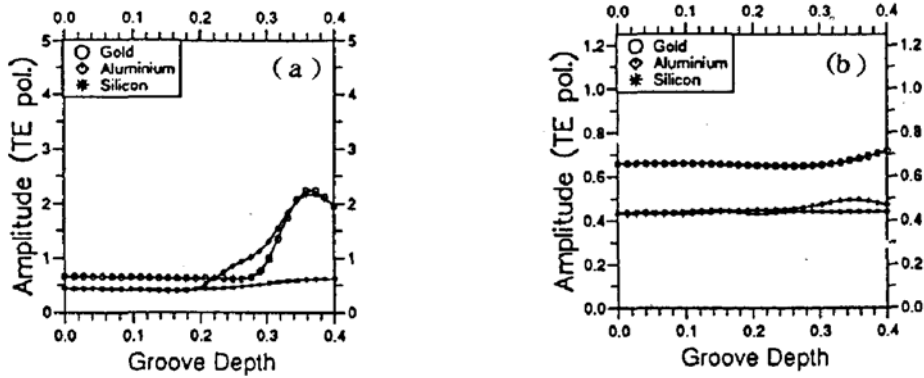 0.0 0.1 0.2 0.3 0.4
5 5
Gold
Aluminium
Silicon
(a)
4 4
3 3
2 2
1 1
0 0
Amplitude (TE pol.)
0.0 0.1 0.2 0.3 0.4
Groove Depth
0.0 0.1 0.2 0.3 0.4
Gold
Aluminium
Silicon
(b)
1.2 1.2
1.0 1.0
0.8 0.8
0.6 0.6
0.4 0.4
0.2 0.2
0.0 0.0
Amplitude (TE pol.)
0.0 0.1 0.2 0.3 0.4
Groove Depth